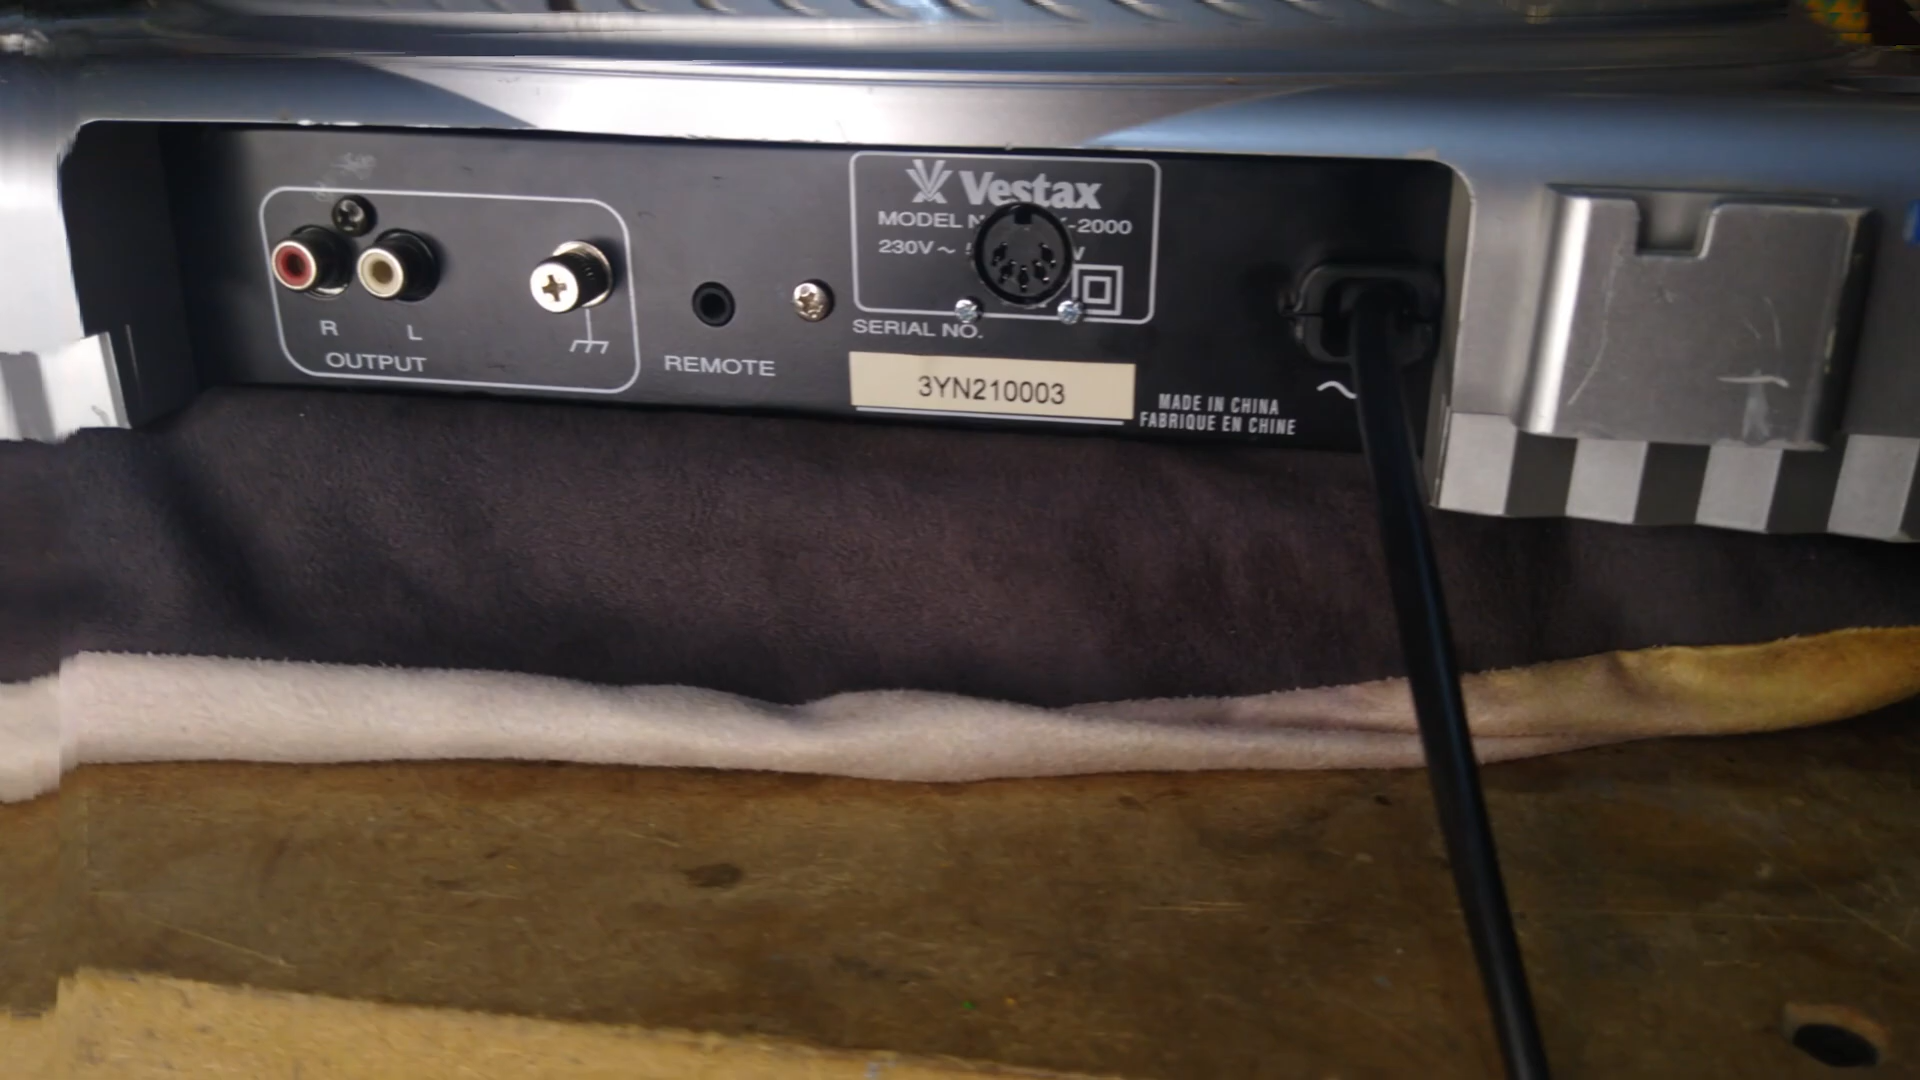 R
L
OUTPUT
REMOTE
Vestax
MODEL
-2000
230V~
SERIAL NO.
3YN210003
MADE IN CHINA
FABRIQUE EN CHINE